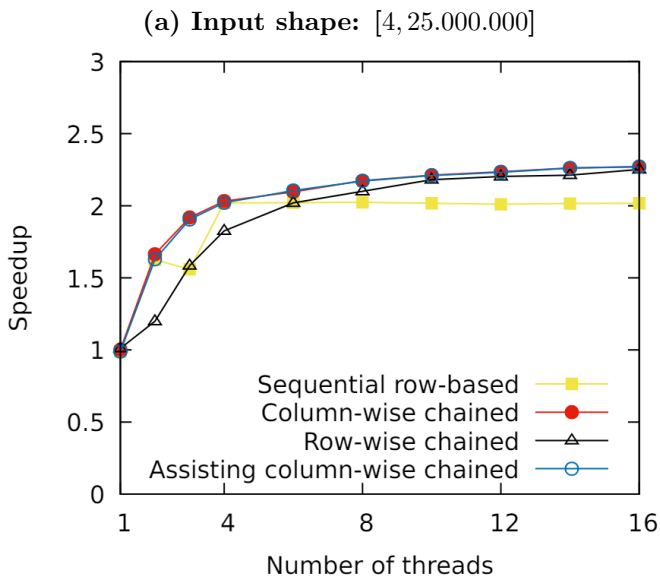 (a) Input shape: [4, 25.000.000]
3
2.5
2
1.5
1
0.5
0
Speedup
Sequential row-based
Column-wise chained
Row-wise chained
Assisting column-wise chained
1 4 8 12 16
Number of threads